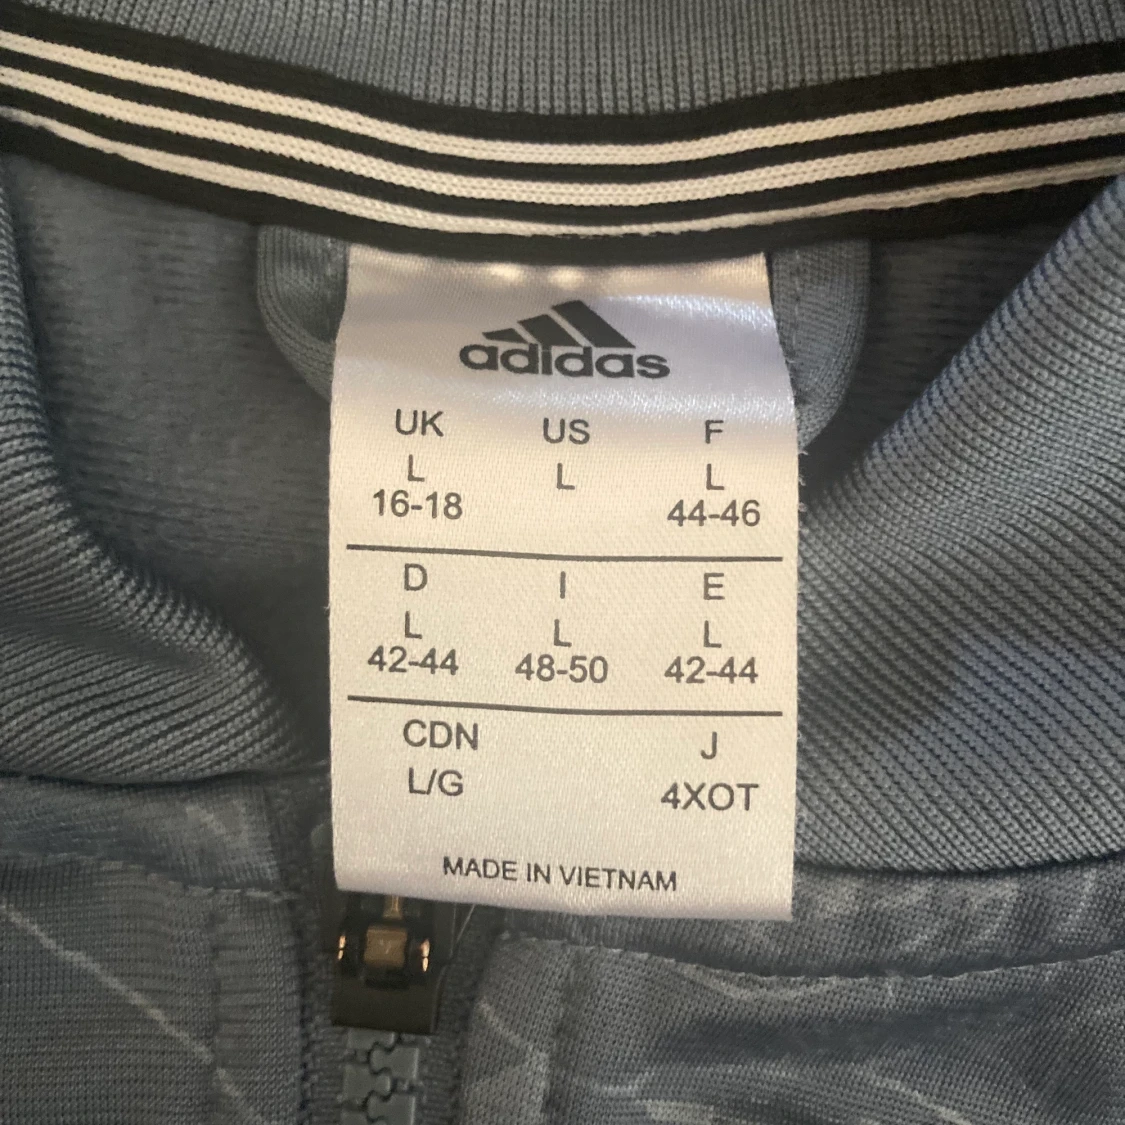 adidas
UK US F
L L L
16-18 44-46
D I E
L L L
42-44 48-50 42-44
CDN J
L/G 4XOT
MADE IN VIETNAM